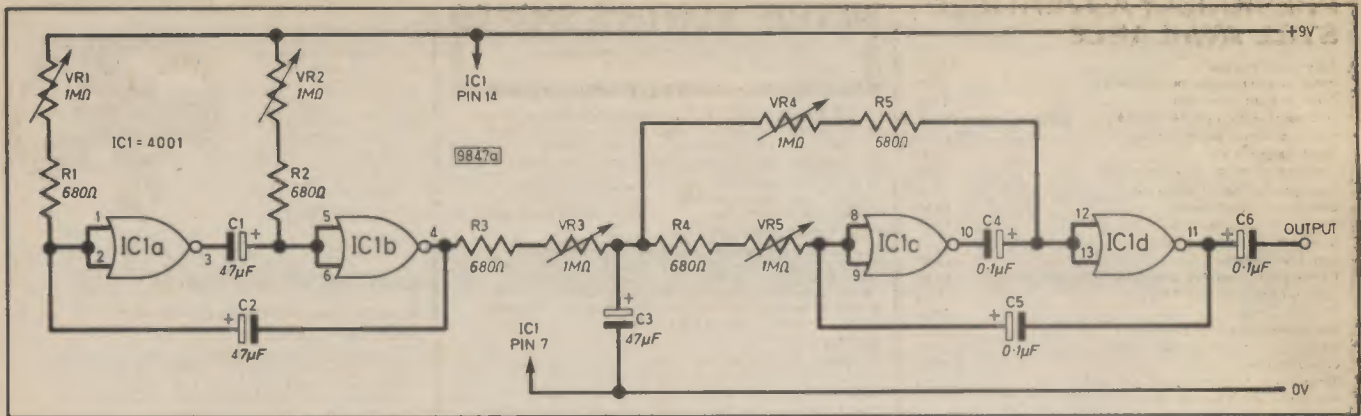 +9V
VR1
1MΩ
VR2
1MΩ
IC1
PIN 14
VR4
1MΩ
R5
680Ω
IC1 = 4001
9847a
R1
680Ω
R2
680Ω
1
2
IC1a
3
C1
+
47µF
5
6
IC1b
4
R3
680Ω
VR3
1MΩ
R4
680Ω
VR5
1MΩ
8
9
IC1c
10
C4
+
0·1µF
12
13
IC1d
11
C6
+
0·1µF
OUTPUT
+
C2
47µF
IC1
PIN 7
+
C3
47µF
+
C5
0·1µF
0V